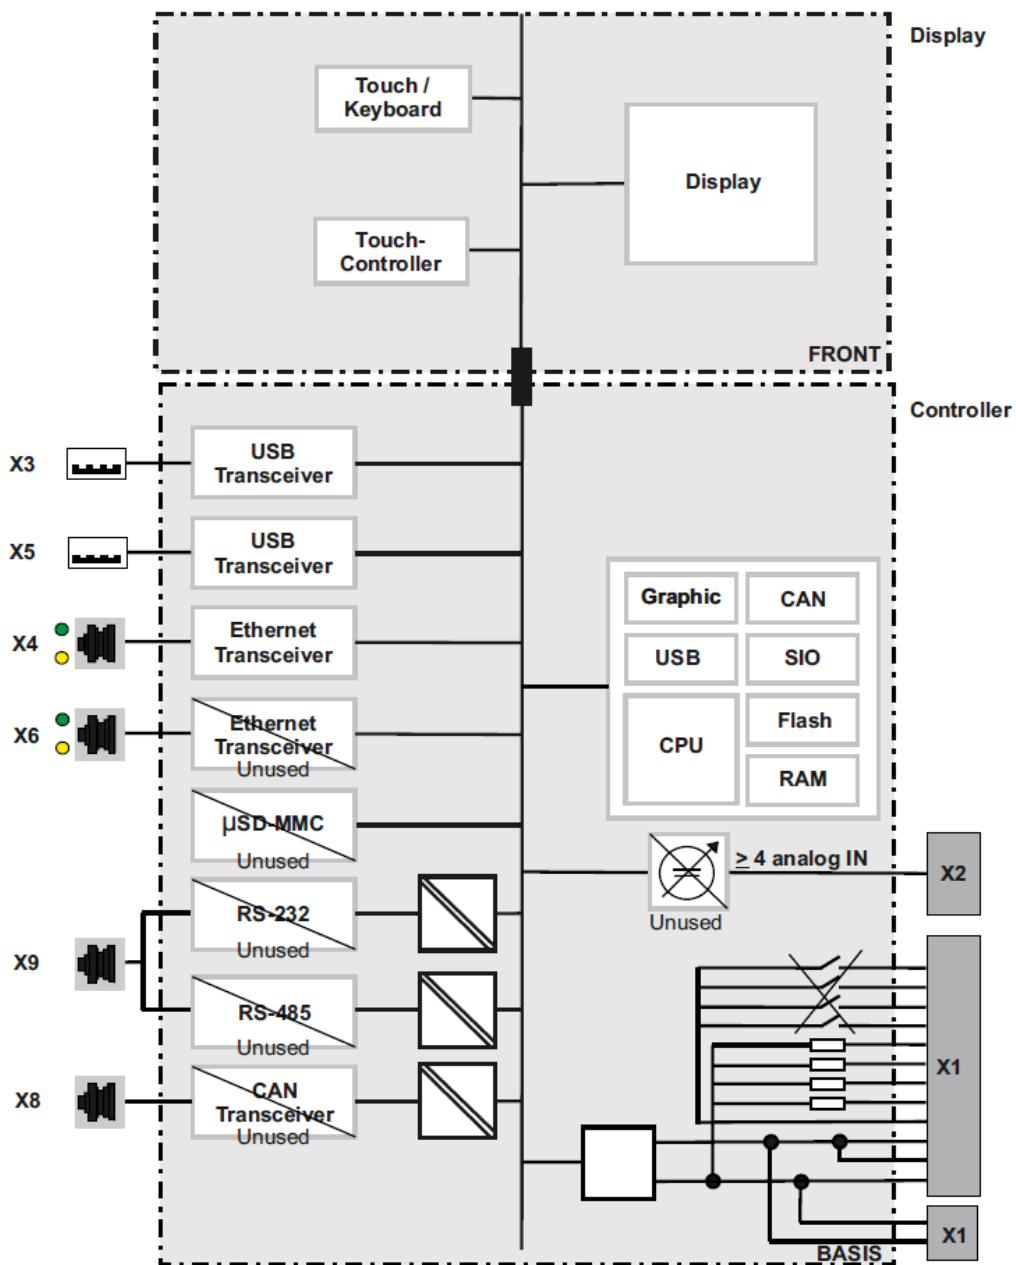 Display
Touch /
Keyboard
Display
Touch-
Controller
FRONT
Controller
X3
USB
Transceiver
X5
USB
Transceiver
Graphic
CAN
X4
Ethernet
Transceiver
USB
SIO
X6
Ethernet
Transceiver
Unused
CPU
Flash
RAM
µSD-MMC
Unused
≥ 4 analog IN
X2
Unused
RS-232
Unused
X9
RS-485
Unused
X1
X8
CAN
Transceiver
Unused
X1
BASIS